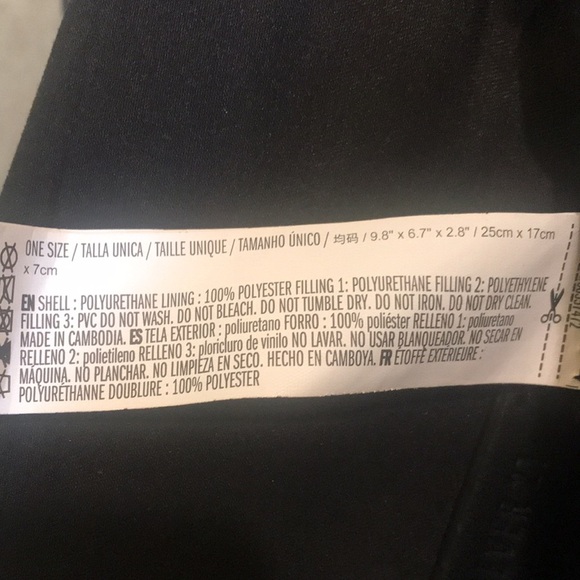 ONE SIZE / TALLA UNICA / TAILLE UNIQUE / TAMANHO ÚNICO / 均码 / 9.8" x 6.7" x 2.8" / 25cm x 17cm
x 7cm
EN SHELL : POLYURETHANE LINING : 100% POLYESTER FILLING 1: POLYURETHANE FILLING 2: POLYETHYLENE
FILLING 3: PVC DO NOT WASH. DO NOT BLEACH. DO NOT TUMBLE DRY. DO NOT IRON. DO NOT DRY CLEAN.
MADE IN CAMBODIA. ES TELA EXTERIOR : poliuretano FORRO : 100% poliéster RELLENO 1: poliuretano
RELLENO 2: polietileno RELLENO 3: ploricluro de vinilo NO LAVAR. NO USAR BLANQUEADOR. NO SECAR EN
MÁQUINA. NO PLANCHAR. NO LIMPIEZA EN SECO. HECHO EN CAMBOYA. FR ÉTOFFE EXTÉRIEURE :
POLYURÉTHANNE DOUBLURE : 100% POLYESTER